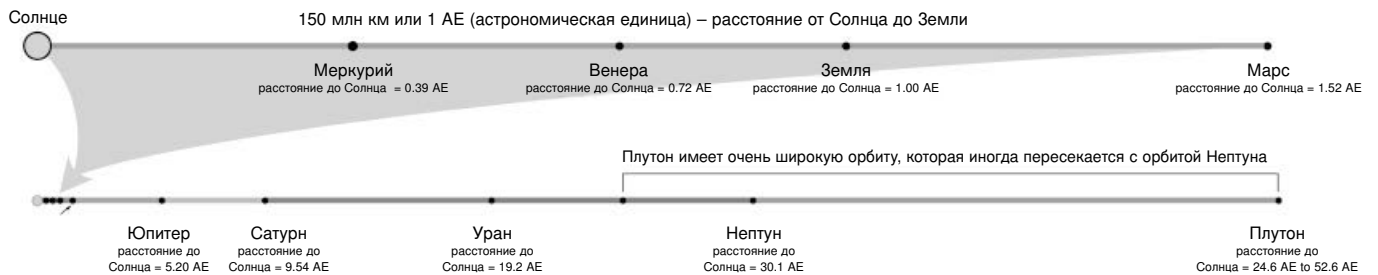 Солнце
150 млн км или 1 АЕ (астрономическая единица) – расстояние от Солнца до Земли
Меркурий
расстояние до Солнца = 0.39 АЕ
Венера
расстояние до Солнца = 0.72 АЕ
Земля
расстояние до Солнца = 1.00 АЕ
Марс
расстояние до Солнца = 1.52 АЕ
Плутон имеет очень широкую орбиту, которая иногда пересекается с орбитой Нептуна
Юпитер
расстояние до
Солнца = 5.20 АЕ
Сатурн
расстояние до
Солнца = 9.54 АЕ
Уран
расстояние до
Солнца = 19.2 АЕ
Нептун
расстояние до
Солнца = 30.1 АЕ
Плутон
расстояние до
Солнца = 24.6 АЕ to 52.6 АЕ